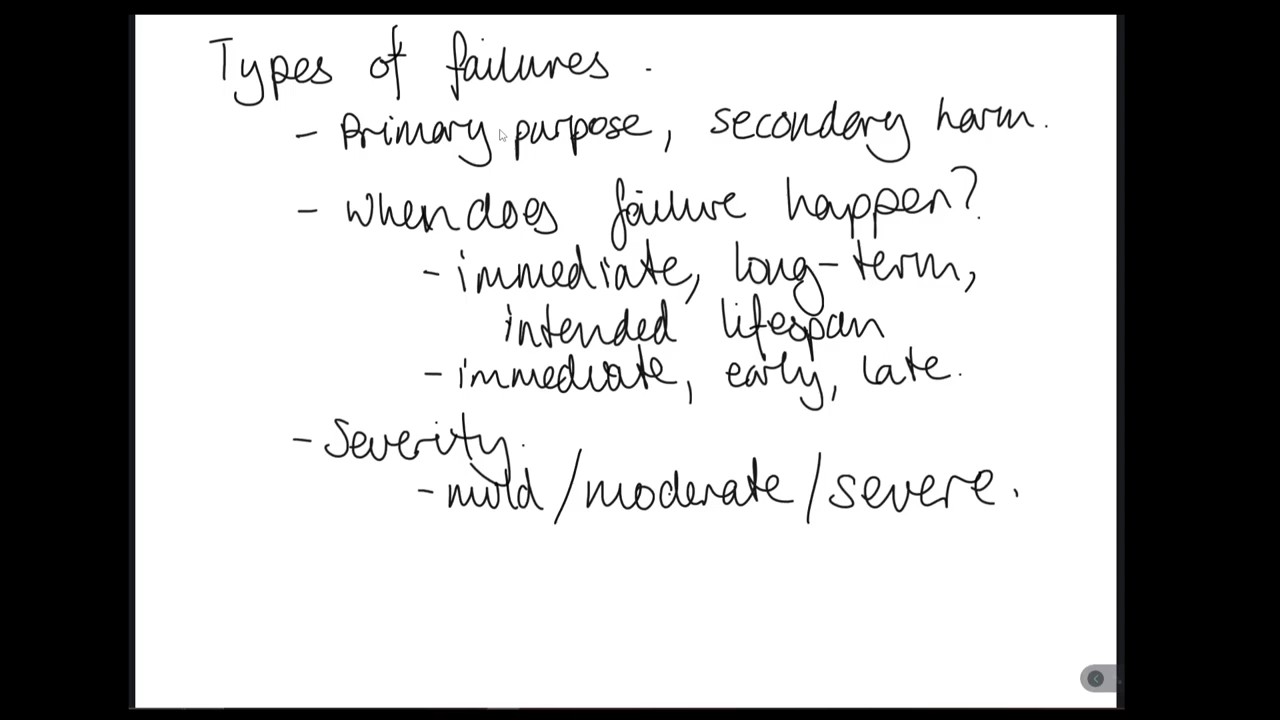 Types of failures.
- Primary purpose, secondary harm.
- when does failure happen?
- immediate, long-term,
intended lifespan
- immediate, early, late.
- Severity.
- mild/moderate/severe.